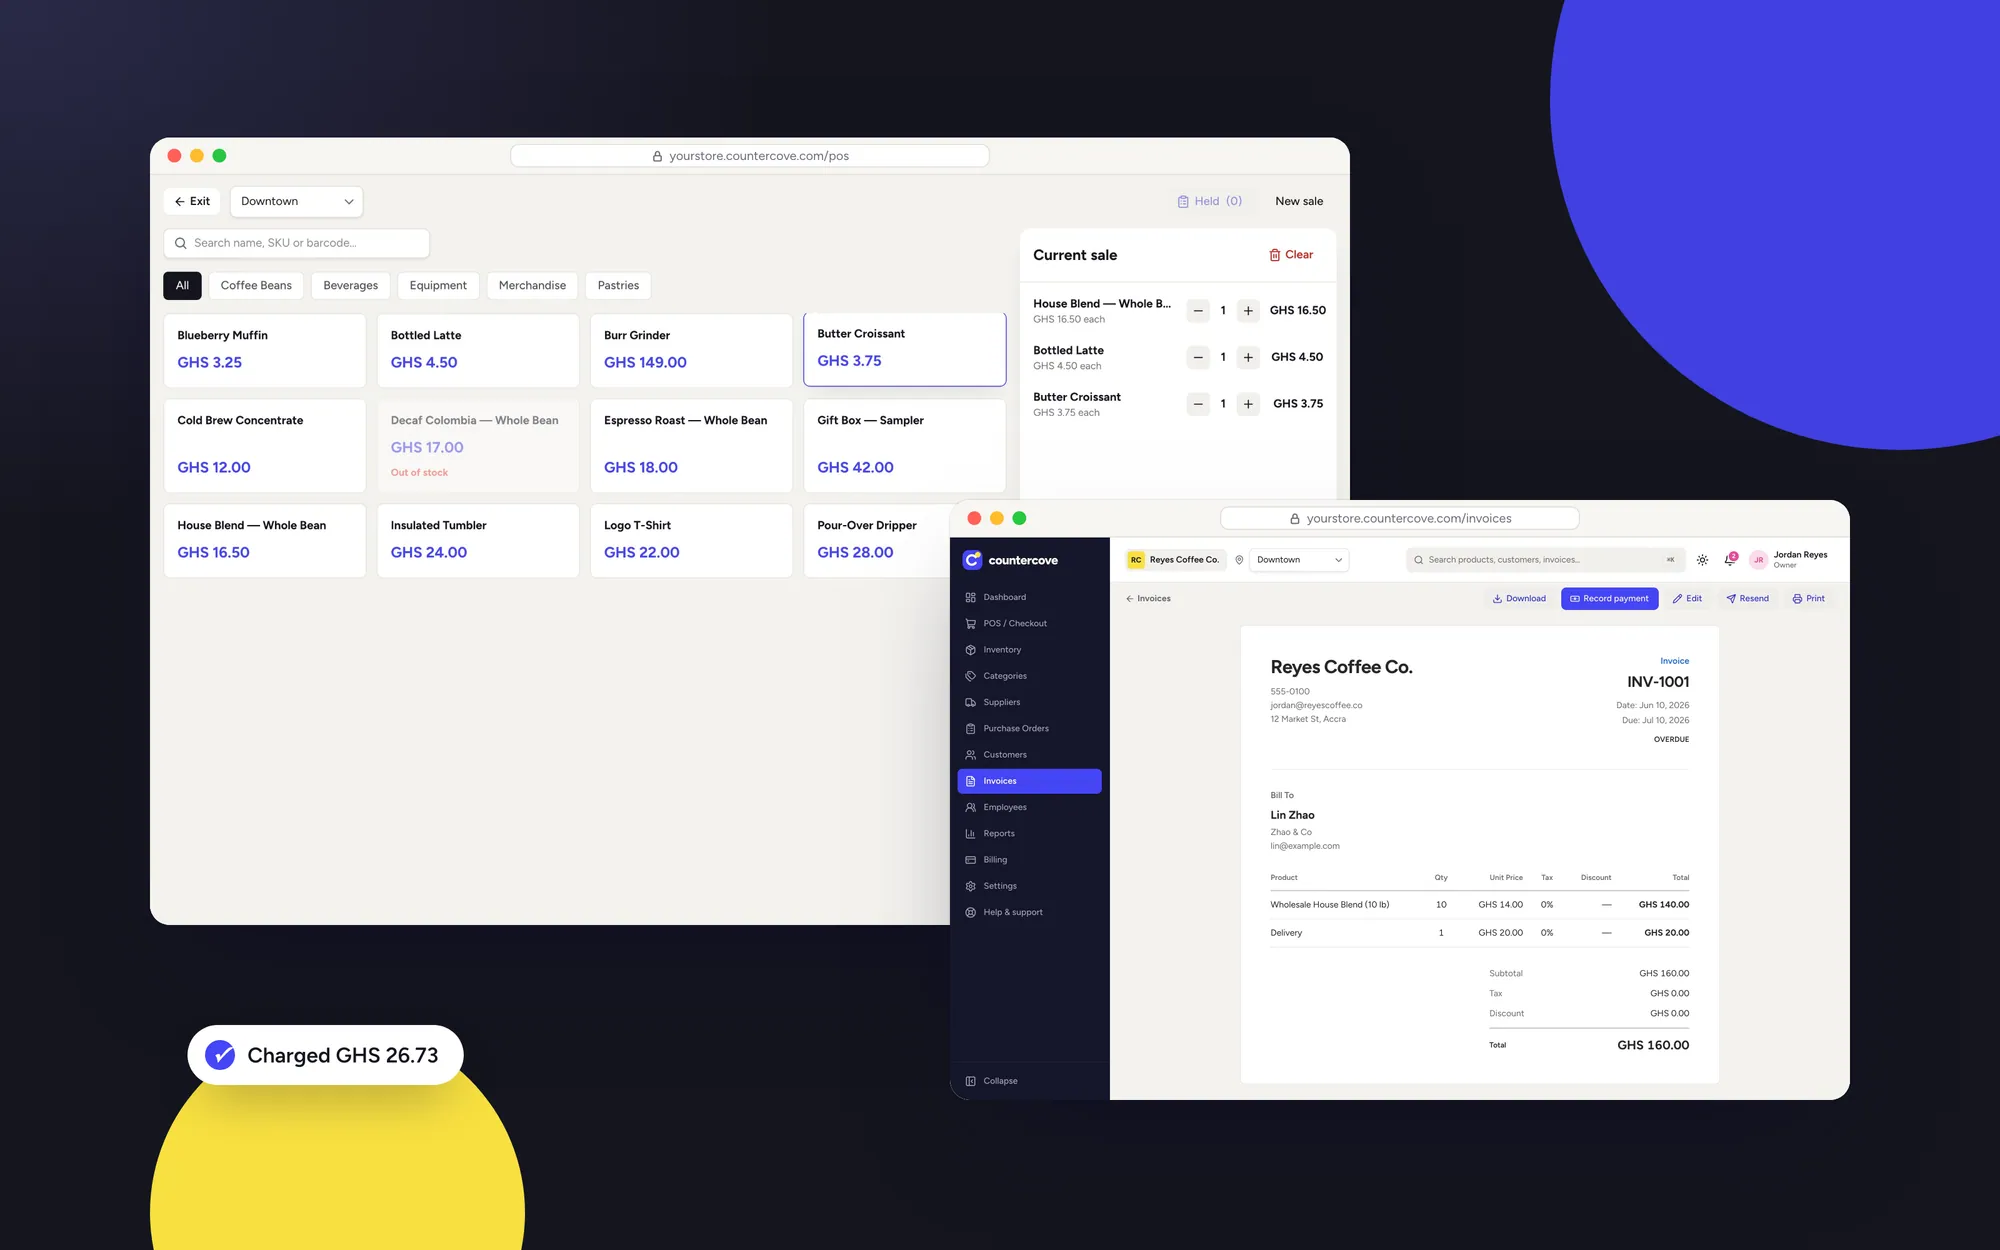 yourstore.countercove.com/pos
Exit
Downtown
Held (0)
New sale
Search name, SKU or barcode...
All
Coffee Beans
Beverages
Equipment
Merchandise
Pastries
Blueberry Muffin
GHS 3.25
Bottled Latte
GHS 4.50
Burr Grinder
GHS 149.00
Butter Croissant
GHS 3.75
Cold Brew Concentrate
GHS 12.00
Decaf Colombia — Whole Bean
GHS 17.00
Out of stock
Espresso Roast — Whole Bean
GHS 18.00
Gift Box — Sampler
GHS 42.00
House Blend — Whole Bean
GHS 16.50
Insulated Tumbler
GHS 24.00
Logo T-Shirt
GHS 22.00
Pour-Over Dripper
GHS 28.00
Current sale
Clear
House Blend — Whole B...
GHS 16.50 each
1
GHS 16.50
Bottled Latte
GHS 4.50 each
1
GHS 4.50
Butter Croissant
GHS 3.75 each
1
GHS 3.75
yourstore.countercove.com/invoices
countercove
Dashboard
POS / Checkout
Inventory
Categories
Suppliers
Purchase Orders
Customers
Invoices
Employees
Reports
Billing
Settings
Help & support
Collapse
RC Reyes Coffee Co.
Downtown
Search products, customers, invoices...
⌘K
2
JR
Jordan Reyes
Owner
Invoices
Download
Record payment
Edit
Resend
Print
Reyes Coffee Co.
555-0100
jordan@reyescoffee.co
12 Market St, Accra
Invoice
INV-1001
Date: Jun 10, 2026
Due: Jul 10, 2026
OVERDUE
Bill To
Lin Zhao
Zhao & Co
lin@example.com
Product Qty Unit Price Tax Discount Total
Wholesale House Blend (10 lb) 10 GHS 14.00 0% — GHS 140.00
Delivery 1 GHS 20.00 0% — GHS 20.00
Subtotal GHS 160.00
Tax GHS 0.00
Discount GHS 0.00
Total GHS 160.00
Charged GHS 26.73